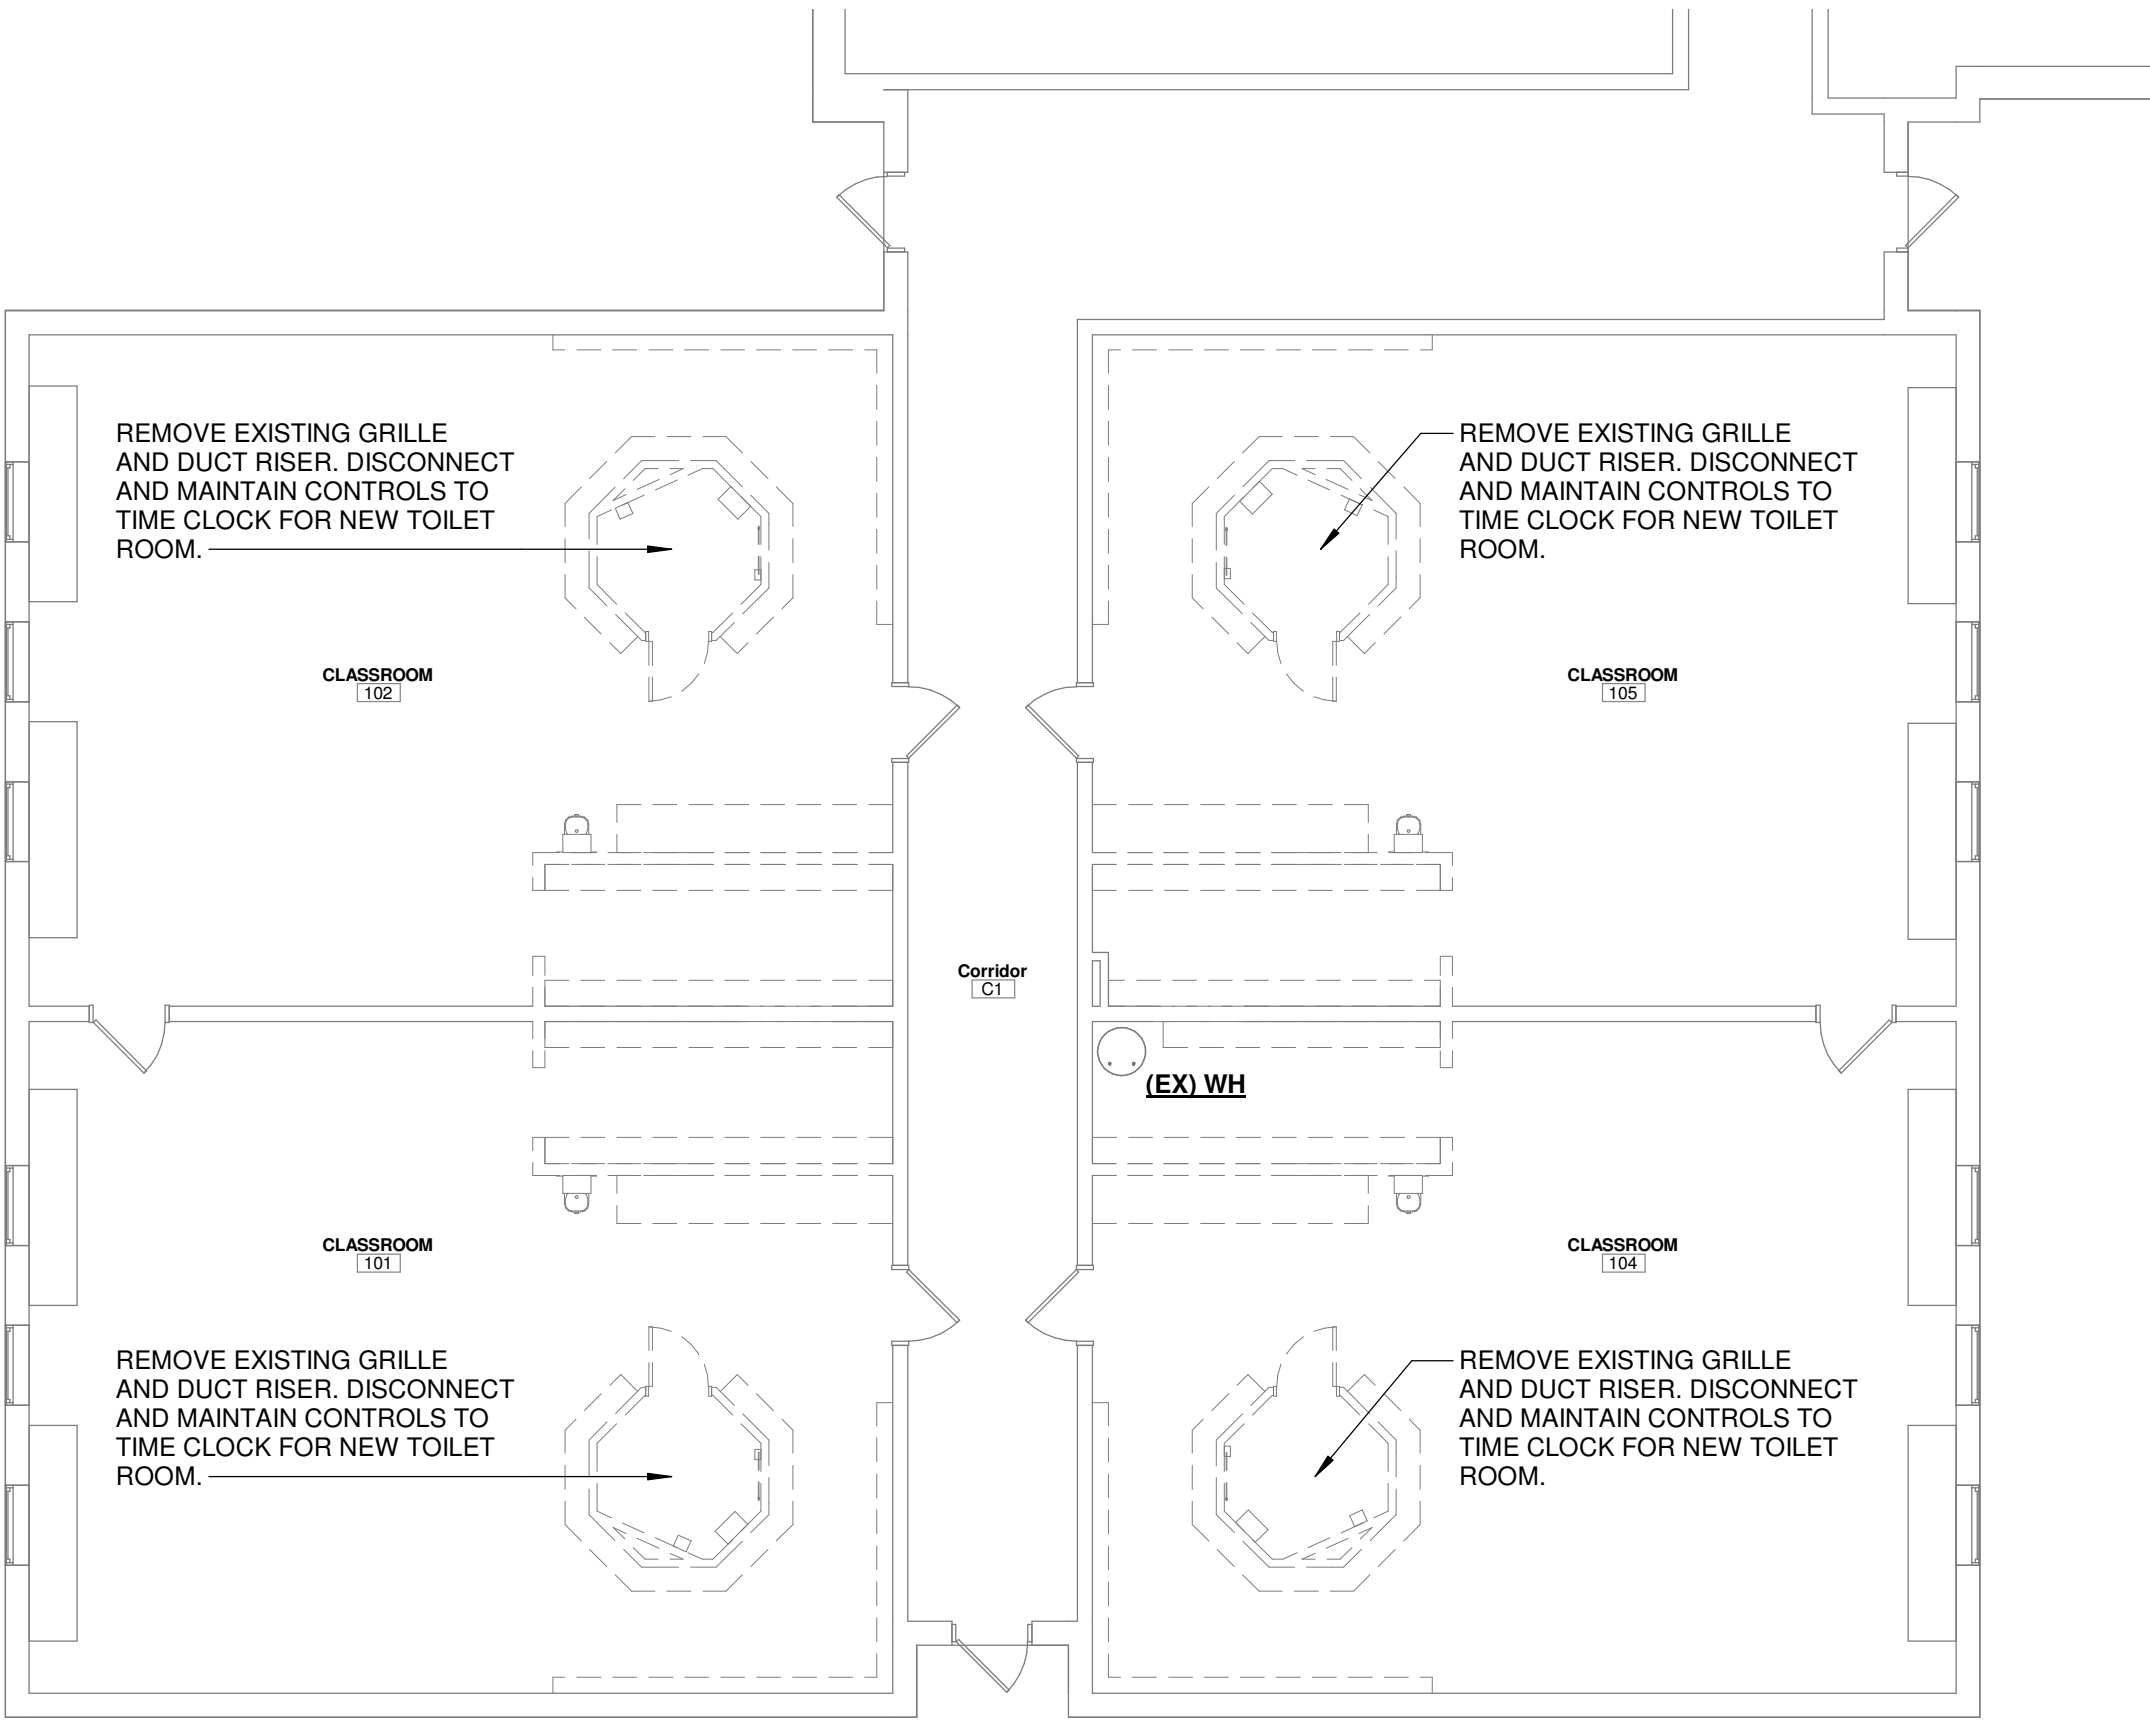 REMOVE EXISTING GRILLE
AND DUCT RISER. DISCONNECT
AND MAINTAIN CONTROLS TO
TIME CLOCK FOR NEW TOILET
ROOM.
REMOVE EXISTING GRILLE
AND DUCT RISER. DISCONNECT
AND MAINTAIN CONTROLS TO
TIME CLOCK FOR NEW TOILET
ROOM.
CLASSROOM
102
CLASSROOM
105
Corridor
C1
(EX) WH
CLASSROOM
101
CLASSROOM
104
REMOVE EXISTING GRILLE
AND DUCT RISER. DISCONNECT
AND MAINTAIN CONTROLS TO
TIME CLOCK FOR NEW TOILET
ROOM.
REMOVE EXISTING GRILLE
AND DUCT RISER. DISCONNECT
AND MAINTAIN CONTROLS TO
TIME CLOCK FOR NEW TOILET
ROOM.